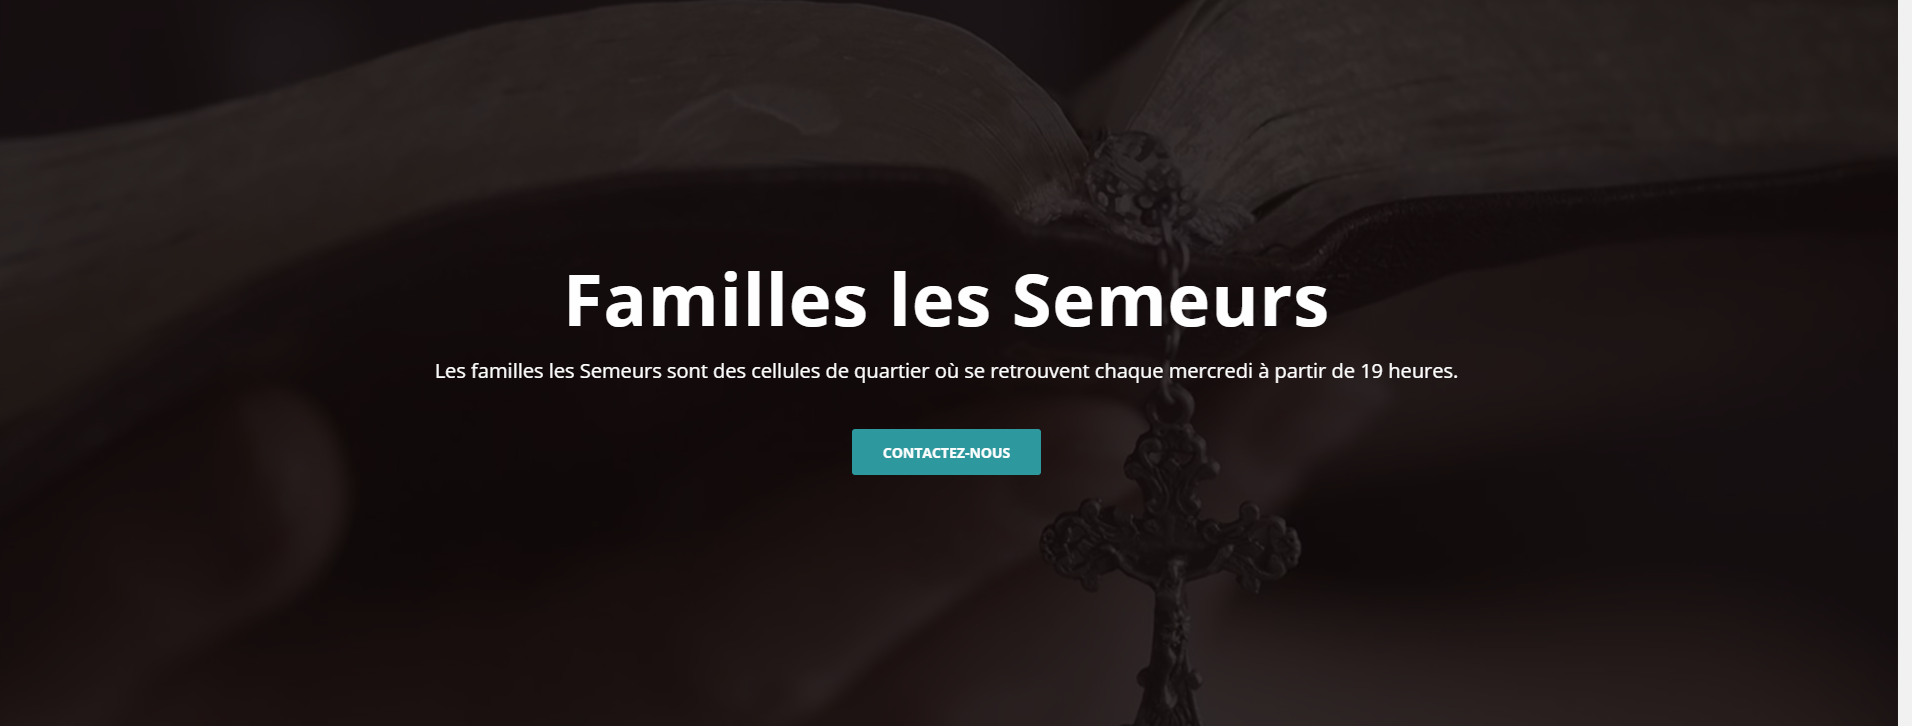 Familles les Semeurs
Les familles les Semeurs sont des cellules de quartier où se retrouvent chaque mercredi à partir de 19 heures.
CONTACTEZ-NOUS